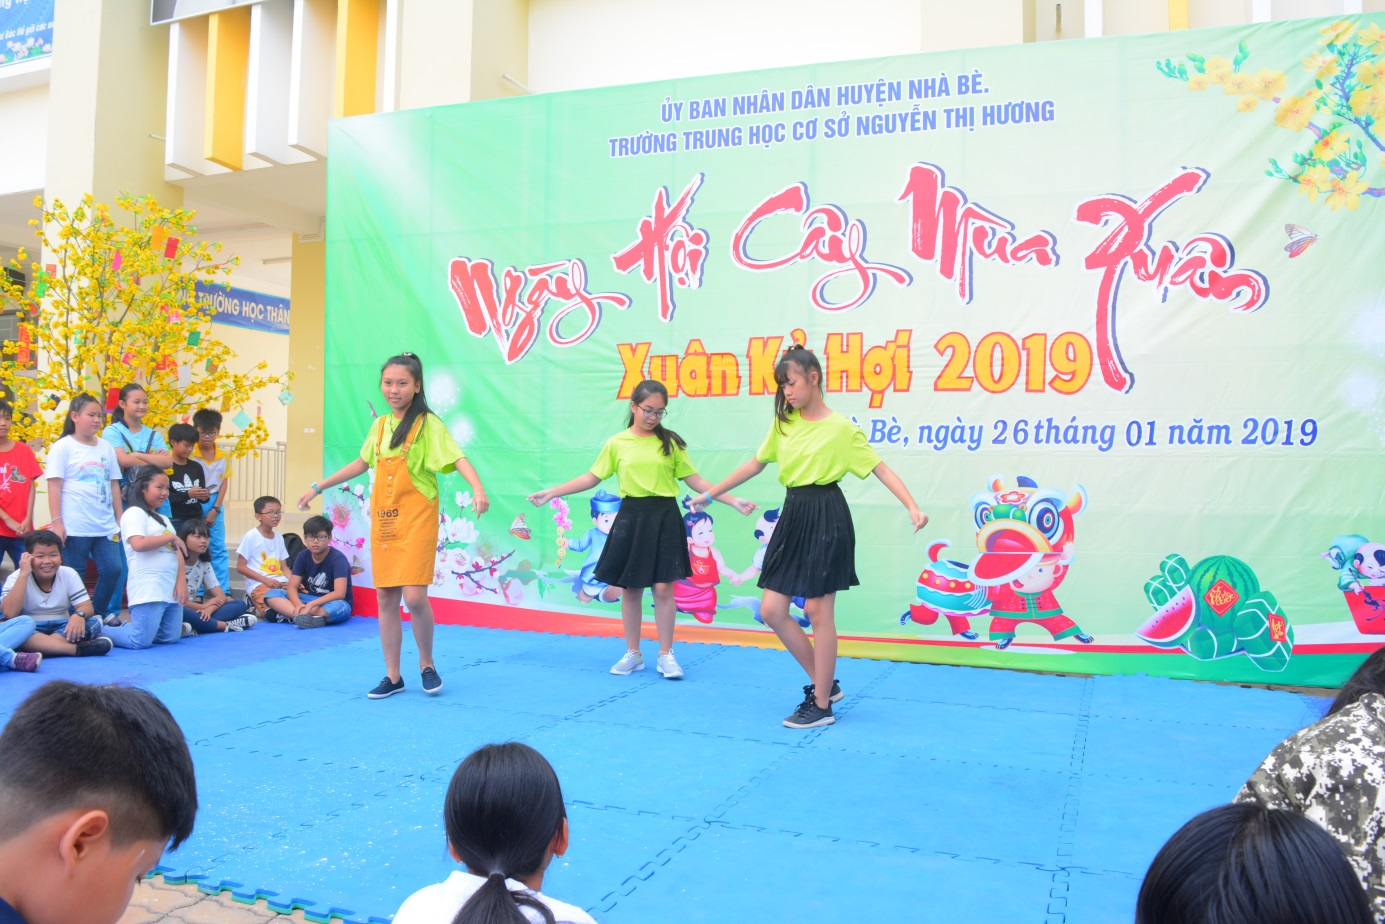 ỦY BAN NHÂN DÂN HUYỆN NHÀ BÈ.
TRƯỜNG TRUNG HỌC CƠ SỞ NGUYỄN THỊ HƯƠNG
Ngày Hội Cây Mùa Xuân
Xuân Kỷ Hợi 2019
Bè, ngày 26 tháng 01 năm 2019
TRƯỜNG HỌC THÂN
1969